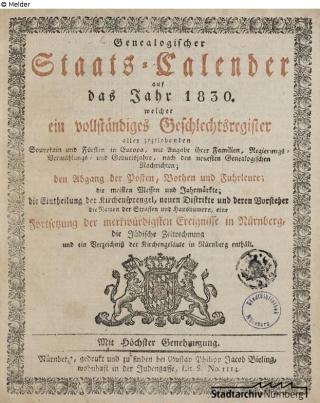 © Melder
Genealogischer
Staats-Calender
auf
das Jahr 1830.
welcher
ein vollständiges Geschlechtsregister
aller jeztlebenden
Souverain und Fürsten in Europa, mit Angabe ihrer Familien, Regierungs-
Vermählungs- und Geburtsjahre, nach den neuesten Genealogischen
Nachrichten;
den Abgang der Posten, Bothen und Fuhrleute;
die meisten Messen und Jahrmärkte;
die Eintheilung der Kirchensprengel, neuen Distrikte und deren Vorsteher
die Namen der Strassen und Hausnumern, eine
Fortsetzung der merkwürdigsten Ereignisse in Nürnberg,
die Jüdische Zeitrechnung
und ein Verzeichniß der Kirchengeläute in Nürnberg enthält.
Stadtbibliothek
Nürnberg
Mit Höchster Genehmigung.
Nürnberg, gedruckt und zu finden bei Philipp Jacob Bieling,
wohnhaft in der Judengasse, Lit. S. No. 1114.
Stadtarchiv Nürnberg